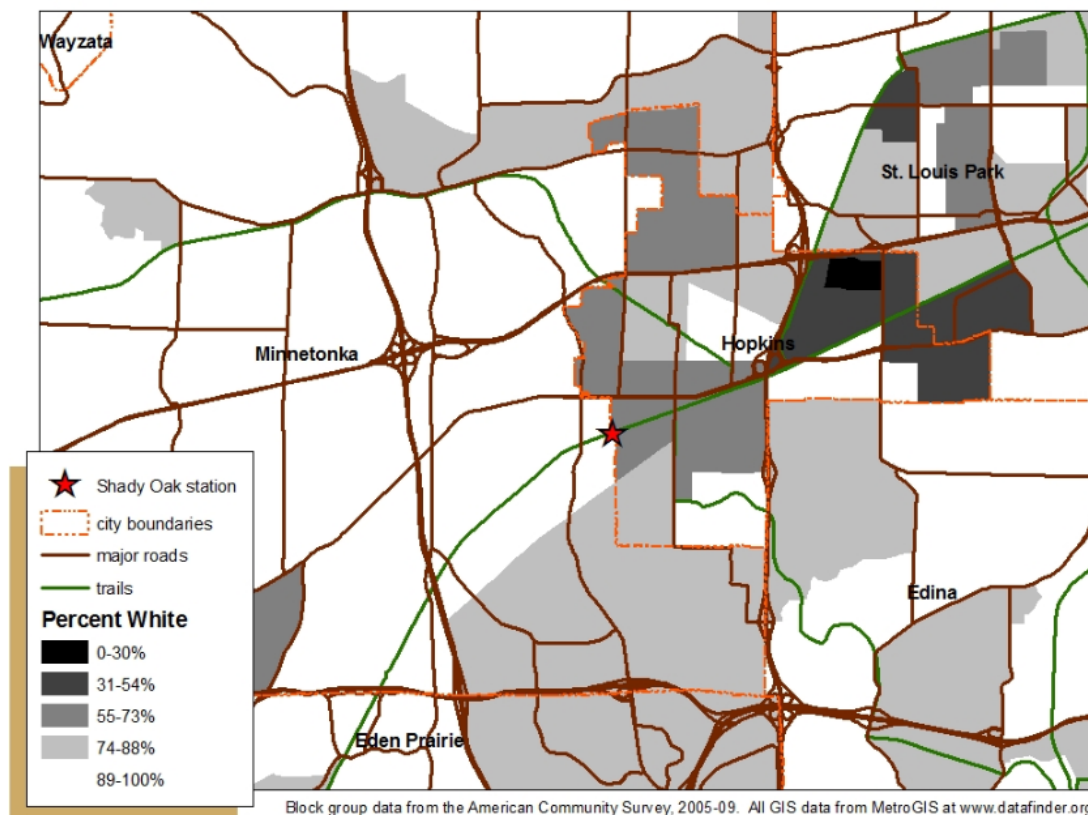 Wayzata
St. Louis Park
Hopkins
Minnetonka
Edina
Eden Prairie
Shady Oak station
city boundaries
major roads
trails
Percent White
0-30%
31-54%
55-73%
74-88%
89-100%
Block group data from the American Community Survey, 2005-09. All GIS data from MetroGIS at www.datafinder.org